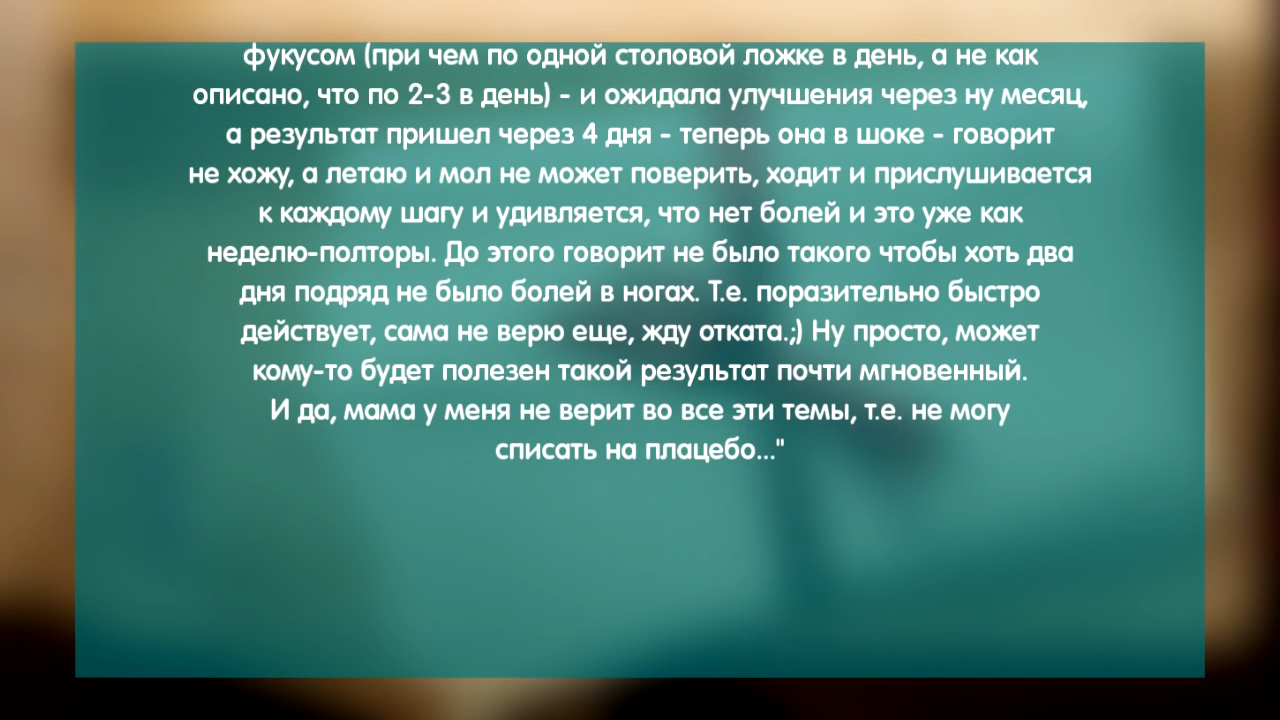 фукусом (при чем по одной столовой ложке в день, а не как
описано, что по 2-3 в день) - и ожидала улучшения через ну месяц,
а результат пришел через 4 дня - теперь она в шоке - говорит
не хожу, а летаю и мол не может поверить, ходит и прислушивается
к каждому шагу и удивляется, что нет болей и это уже как
неделю-полторы. До этого говорит не было такого чтобы хоть два
дня подряд не было болей в ногах. Т.е. поразительно быстро
действует, сама не верю еще, жду отката.;) Ну просто, может
кому-то будет полезен такой результат почти мгновенный.
И да, мама у меня не верит во все эти темы, т.е. не могу
списать на плацебо..."